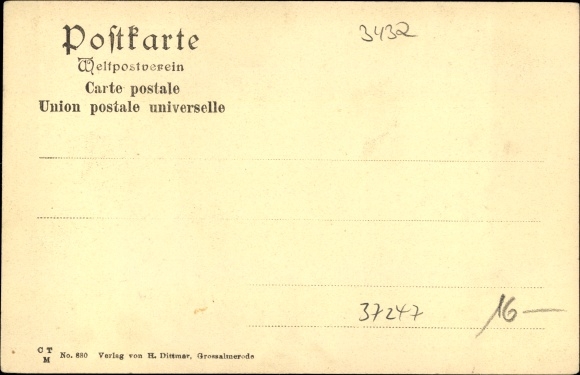 Postkarte
3432
Weltpostverein
Carte postale
Union postale universelle
37247
16—
C T
M
No. 880 Verlag von H. Dittmar, Grossalmerode